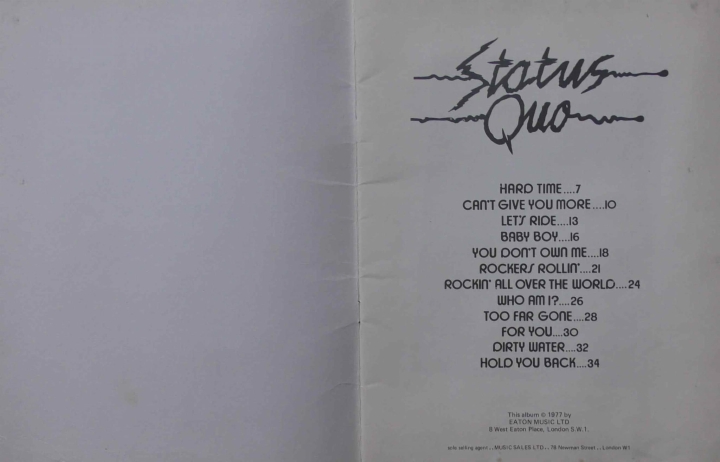 Status
Quo
HARD TIME....7
CAN'T GIVE YOU MORE....10
LET'S RIDE....13
BABY BOY....16
YOU DON'T OWN ME....18
ROCKERS ROLLIN'....21
ROCKIN' ALL OVER THE WORLD....24
WHO AM I?....26
TOO FAR GONE....28
FOR YOU....30
DIRTY WATER....32
HOLD YOU BACK....34
This album © 1977 by
EATON MUSIC LTD
8 West Eaton Place, London S.W.1.
sole selling agent .. MUSIC SALES LTD .. 78 Newman Street .. London W1